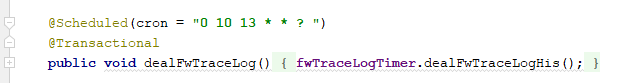 @Scheduled(cron = "0 10 13 * * ? ")
@Transactional
public void dealFwTraceLog() { fwTraceLogTimer.dealFwTraceLogHis(); }